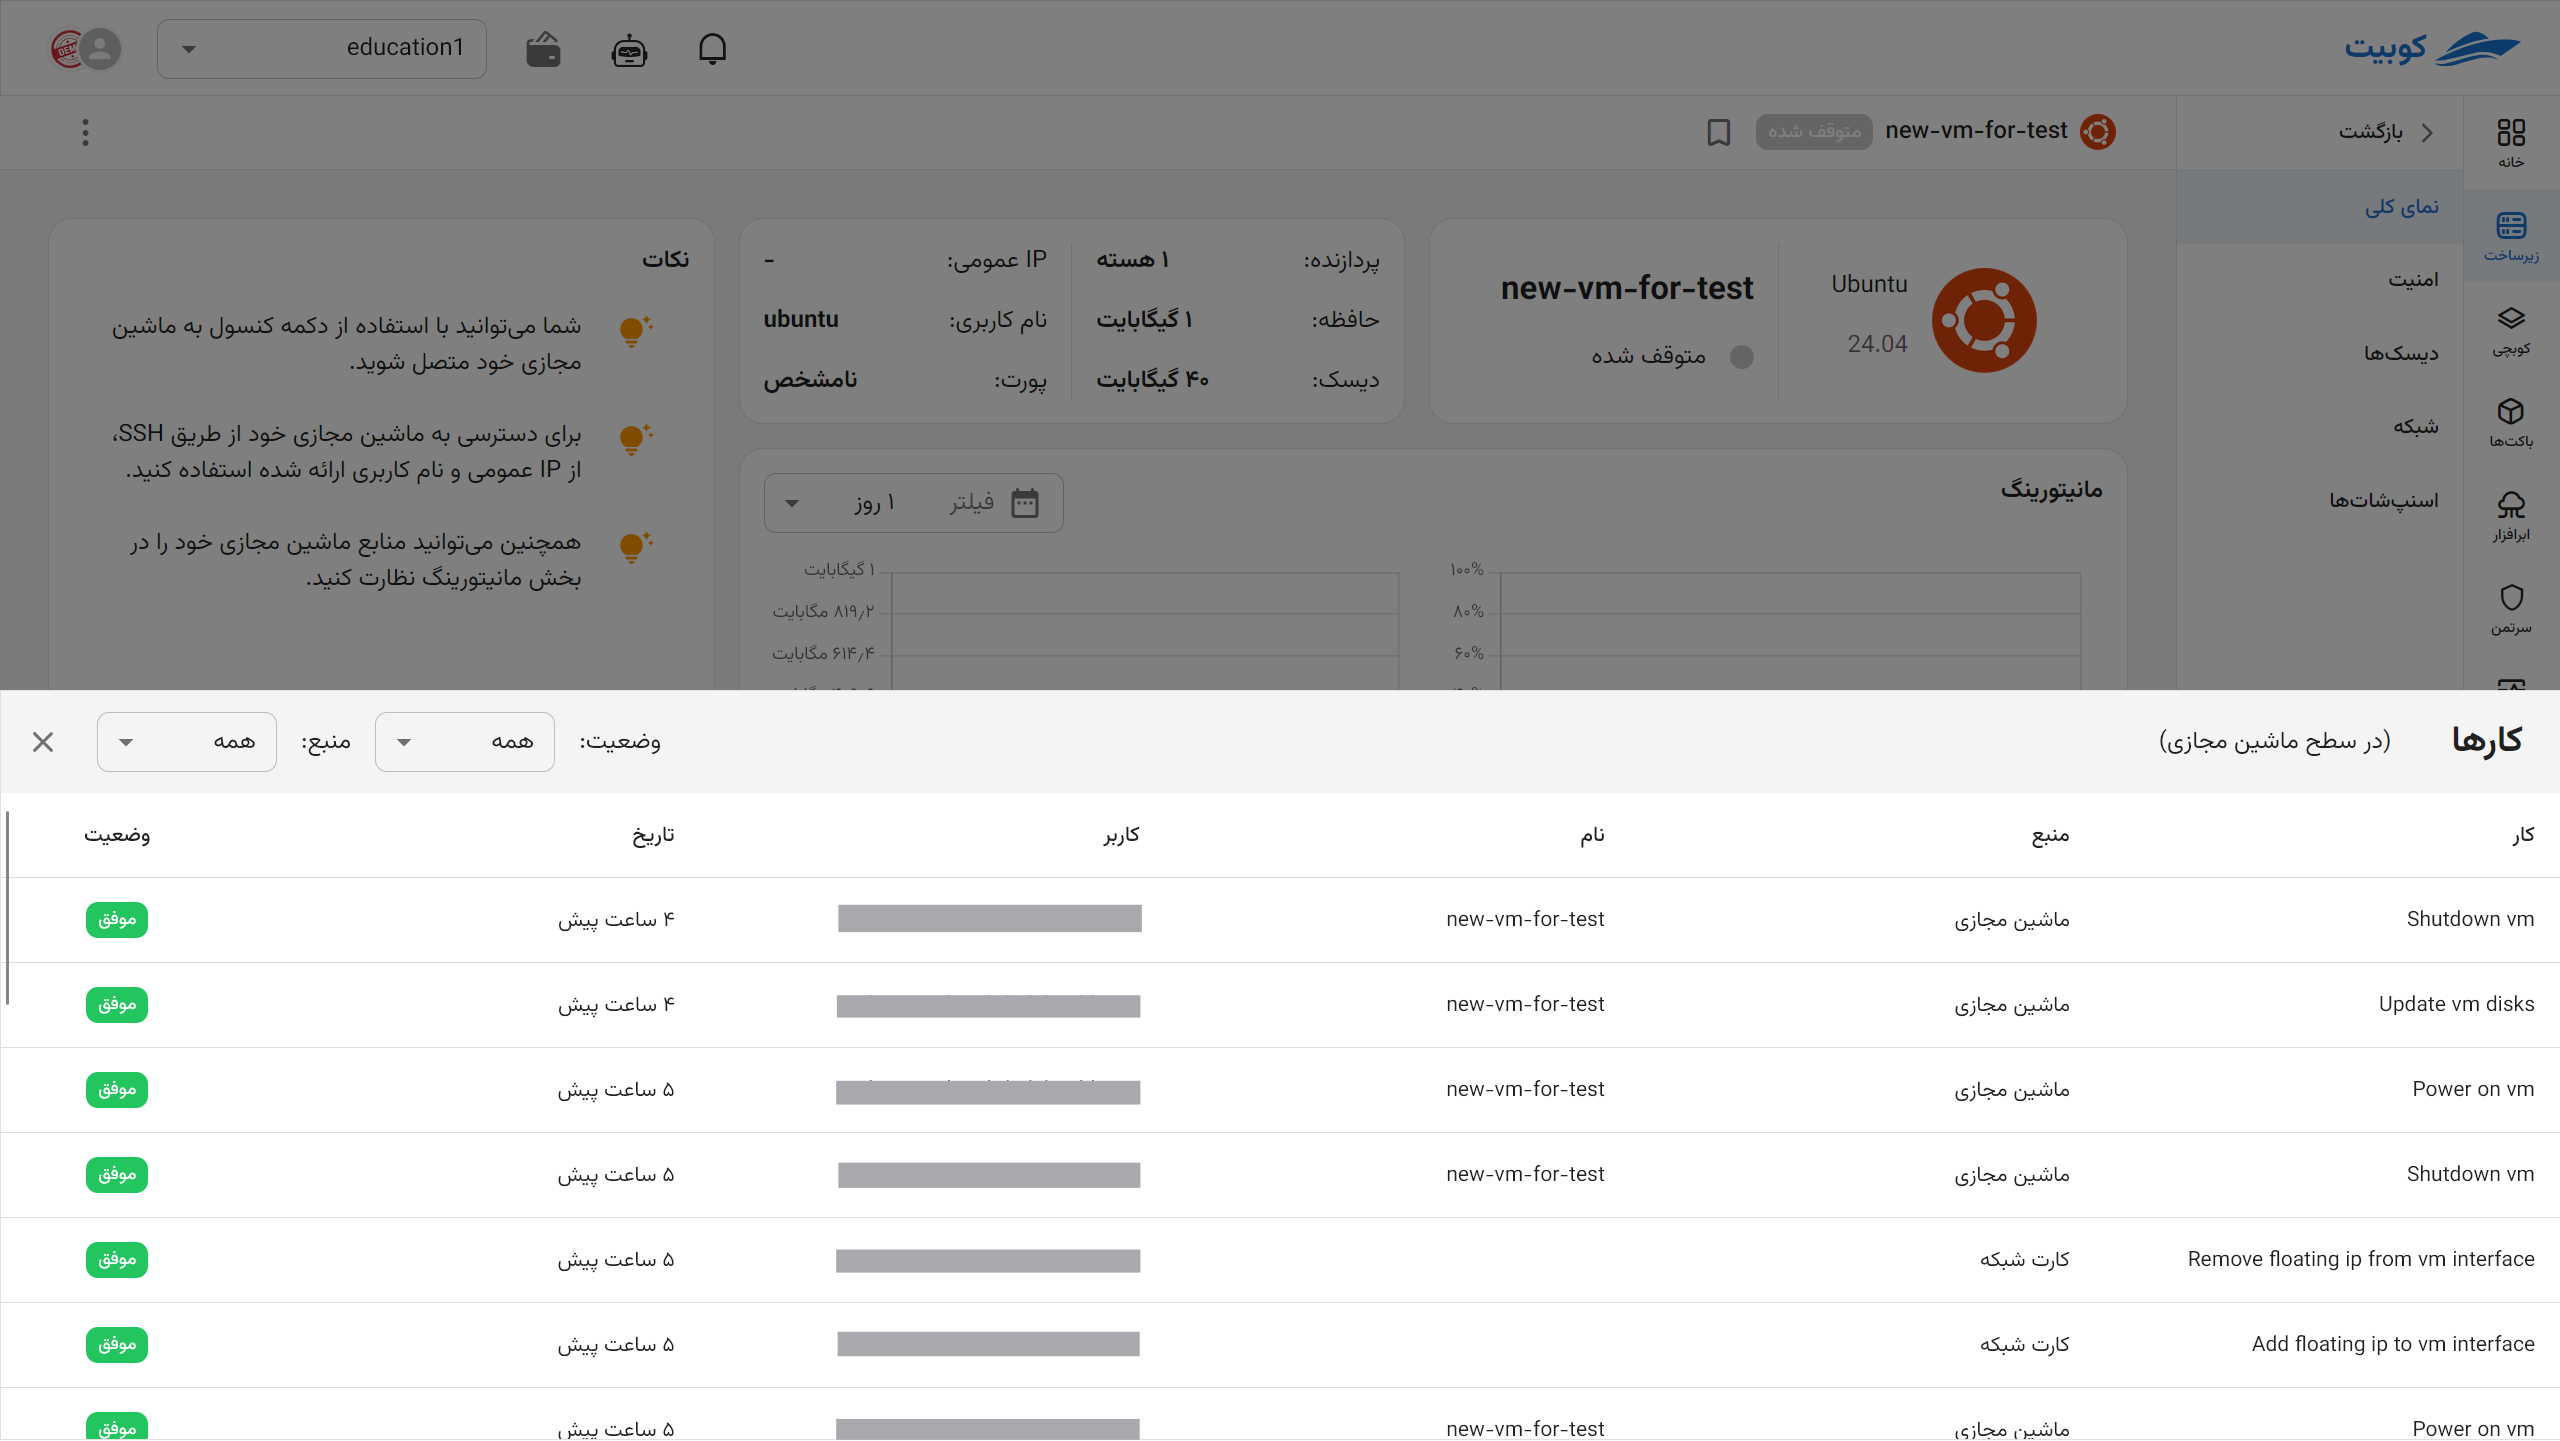 کوبیت
education1
DEMO
خانه
زیرساخت
کوبچی
باکت‌ها
ابرافزار
سرتمن
بازگشت
نمای کلی
امنیت
دیسک‌ها
شبکه
اسنپ‌شات‌ها
new-vm-for-test متوقف شده
Ubuntu
24.04
new-vm-for-test
متوقف شده
پردازنده: ۱ هسته
حافظه: ۱ گیگابایت
دیسک: ۴۰ گیگابایت
IP عمومی: -
نام کاربری: ubuntu
پورت: نامشخص
نکات
شما می‌توانید با استفاده از دکمه کنسول به ماشین
مجازی خود متصل شوید.
برای دسترسی به ماشین مجازی خود از طریق SSH،
از IP عمومی و نام کاربری ارائه شده استفاده کنید.
همچنین می‌توانید منابع ماشین مجازی خود را در
بخش مانیتورینگ نظارت کنید.
مانیتورینگ
فیلتر ۱ روز
۱۰۰%
۸۰%
۶۰%
۱ گیگابایت
۸۱۹٫۲ مگابایت
۶۱۴٫۴ مگابایت
کارها (در سطح ماشین مجازی) وضعیت: همه منبع: همه
کار منبع نام کاربر تاریخ وضعیت
Shutdown vm ماشین مجازی new-vm-for-test ۴ ساعت پیش موفق
Update vm disks ماشین مجازی new-vm-for-test ۴ ساعت پیش موفق
Power on vm ماشین مجازی new-vm-for-test ۵ ساعت پیش موفق
Shutdown vm ماشین مجازی new-vm-for-test ۵ ساعت پیش موفق
Remove floating ip from vm interface کارت شبکه ۵ ساعت پیش موفق
Add floating ip to vm interface کارت شبکه ۵ ساعت پیش موفق
Power on vm ماشین مجازی new-vm-for-test ۵ ساعت پیش موفق